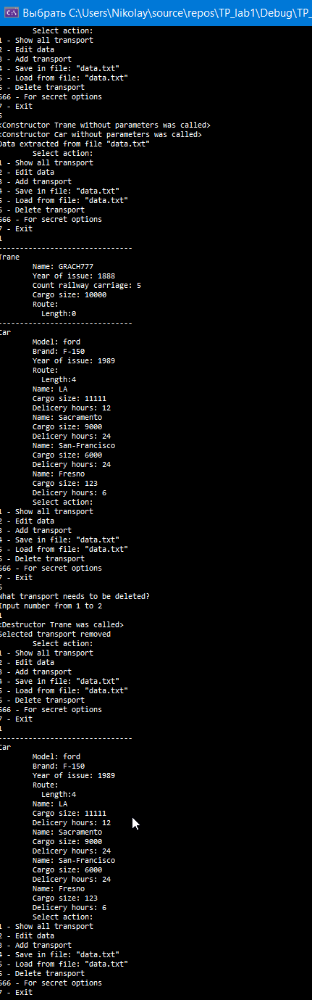 Выбрать C:\Users\Nikolay\source\repos\TP_lab1\Debug\TP_
Select action:
1 - Show all transport
2 - Edit data
3 - Add transport
4 - Save in file: "data.txt"
5 - Load from file: "data.txt"
6 - Delete transport
666 - For secret options
7 - Exit
5
<Constructor Trane without parameters was called>
<Constructor Car without parameters was called>
Data extracted from file "data.txt"
Select action:
1 - Show all transport
2 - Edit data
3 - Add transport
4 - Save in file: "data.txt"
5 - Load from file: "data.txt"
6 - Delete transport
666 - For secret options
7 - Exit
1
-------------------------------
Trane
Name: GRACH777
Year of issue: 1888
Count railway carriage: 5
Cargo size: 10000
Route:
Length:0
-------------------------------
Car
Model: ford
Brand: F-150
Year of issue: 1989
Route:
Length:4
Name: LA
Cargo size: 11111
Delicery hours: 12
Name: Sacramento
Cargo size: 9000
Delicery hours: 24
Name: San-Francisco
Cargo size: 6000
Delicery hours: 24
Name: Fresno
Cargo size: 123
Delicery hours: 6
Select action:
1 - Show all transport
2 - Edit data
3 - Add transport
4 - Save in file: "data.txt"
5 - Load from file: "data.txt"
6 - Delete transport
666 - For secret options
7 - Exit
6
What transport needs to be deleted?
Input number from 1 to 2
1
<Destructor Trane was called>
Selected transport removed
Select action:
1 - Show all transport
2 - Edit data
3 - Add transport
4 - Save in file: "data.txt"
5 - Load from file: "data.txt"
6 - Delete transport
666 - For secret options
7 - Exit
1
-------------------------------
Car
Model: ford
Brand: F-150
Year of issue: 1989
Route:
Length:4
Name: LA
Cargo size: 11111
Delicery hours: 12
Name: Sacramento
Cargo size: 9000
Delicery hours: 24
Name: San-Francisco
Cargo size: 6000
Delicery hours: 24
Name: Fresno
Cargo size: 123
Delicery hours: 6
Select action:
1 - Show all transport
2 - Edit data
3 - Add transport
4 - Save in file: "data.txt"
5 - Load from file: "data.txt"
6 - Delete transport
666 - For secret options
7 - Exit